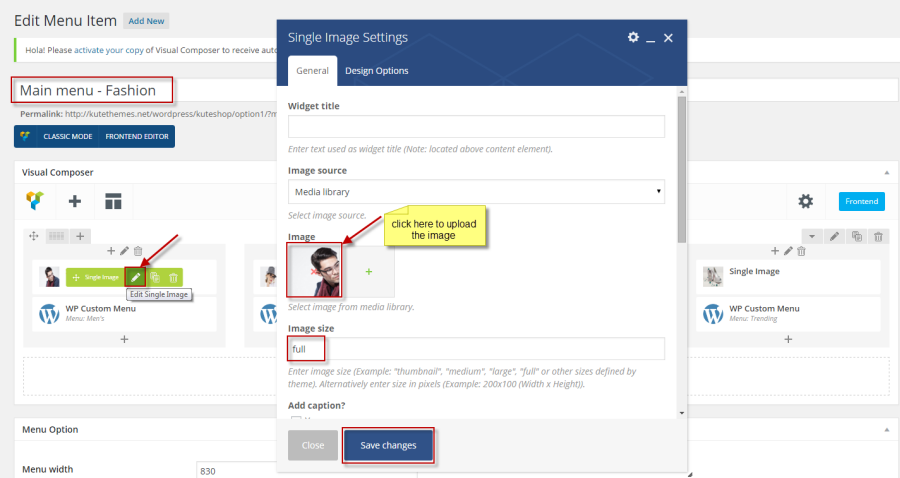 Edit Menu Item Add New
Hola! Please activate your copy of Visual Composer to receive auto
Main menu - Fashion
Permalink: http://kutethemes.net/wordpress/kuteshop/option1/?m
CLASSIC MODE FRONTEND EDITOR
Visual Composer
Frontend
Single Image
Edit Single Image
WP Custom Menu
Menu: Men's
Single Image
WP Custom Menu
Menu: Trending
Menu Option
Menu width
830
Single Image Settings
General Design Options
Widget title
Enter text used as widget title (Note: located above content element).
Image source
Media library
Select image source.
click here to upload
the image
Image
Select image from media library.
Image size
full
Enter image size (Example: "thumbnail", "medium", "large", "full" or other sizes defined by
theme). Alternatively enter size in pixels (Example: 200x100 (Width x Height)).
Add caption?
Close Save changes